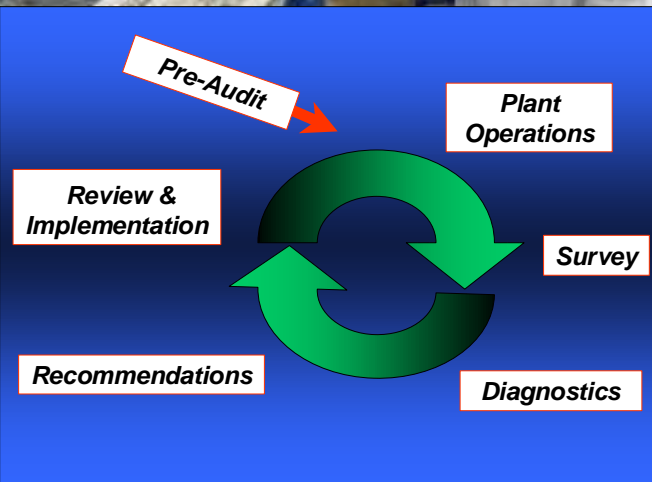 Pre-Audit
Plant
Operations
Survey
Diagnostics
Recommendations
Review &
Implementation